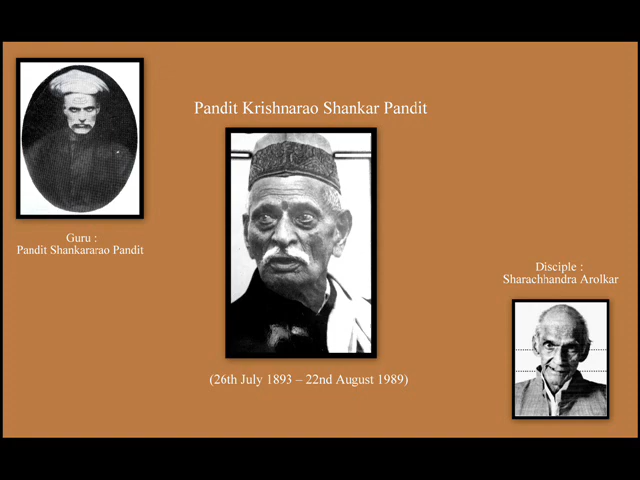 Pandit Krishnarao Shankar Pandit
Guru :
Pandit Shankararao Pandit
Disciple :
Sharachhandra Arolkar
(26th July 1893 – 22nd August 1989)